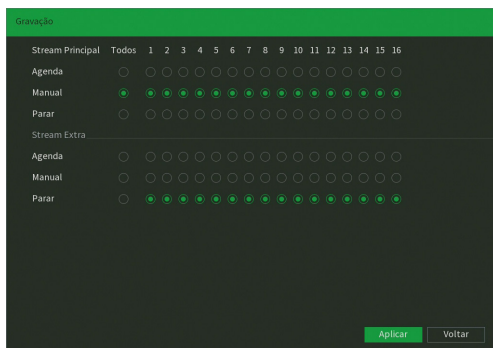 Gravação
Stream Principal Todos 1 2 3 4 5 6 7 8 9 10 11 12 13 14 15 16
Agenda
Manual
Parar
Stream Extra
Agenda
Manual
Parar
Aplicar Voltar